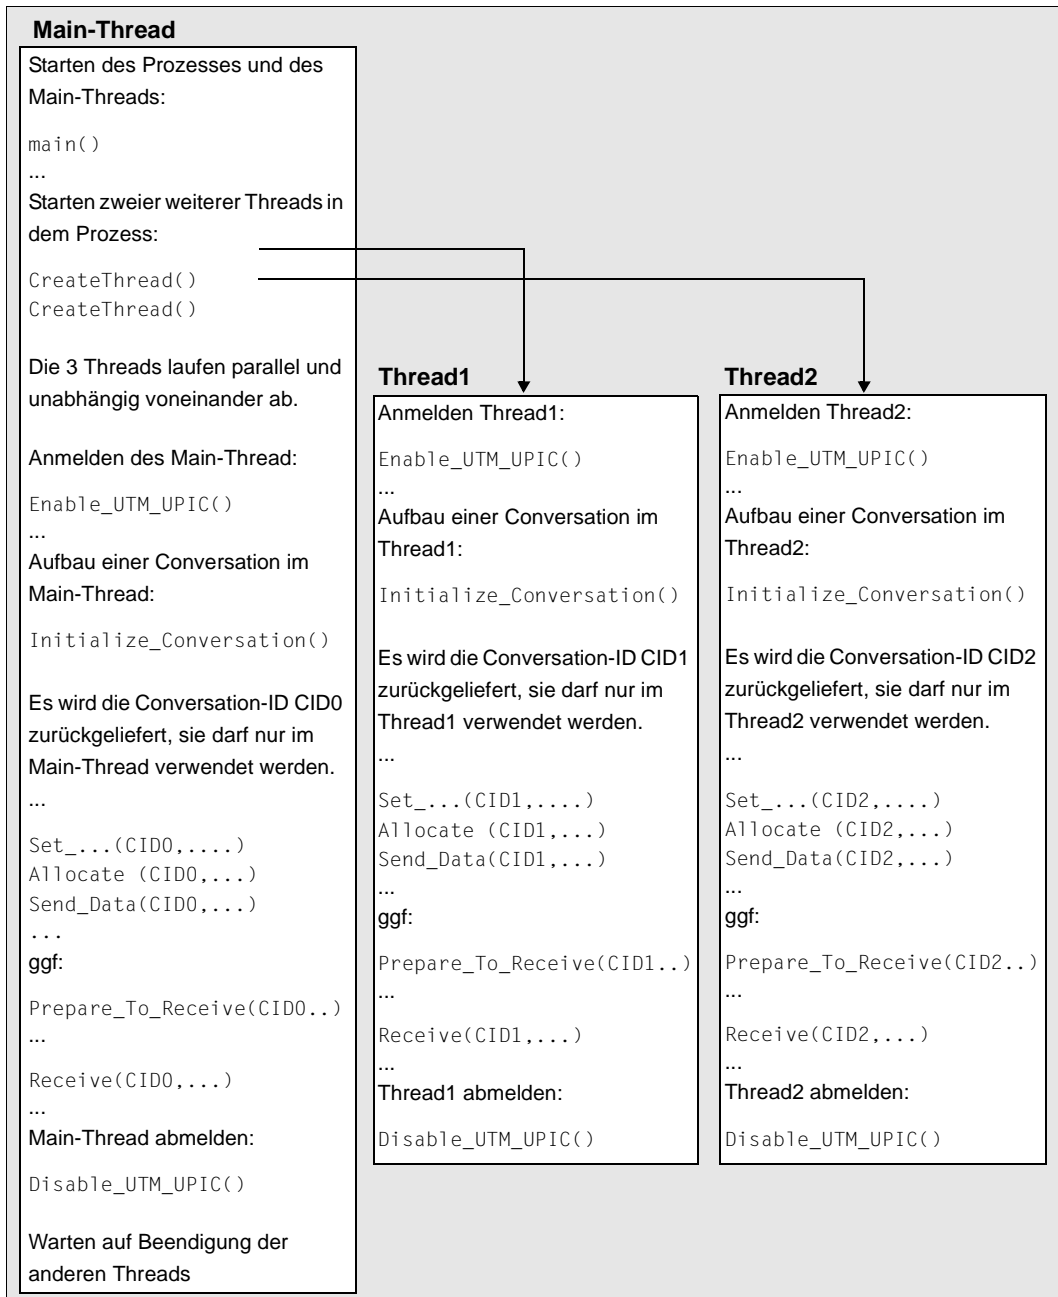 Main-Thread
Starten des Prozesses und des
Main-Threads:
main()
...
Starten zweier weiterer Threads in
dem Prozess:
CreateThread()
CreateThread()
Die 3 Threads laufen parallel und
unabhängig voneinander ab.
Anmelden des Main-Thread:
Enable_UTM_UPIC()
...
Aufbau einer Conversation im
Main-Thread:
Initialize_Conversation()
Es wird die Conversation-ID CID0
zurückgeliefert, sie darf nur im
Main-Thread verwendet werden.
...
Set_...(CID0,....)
Allocate (CID0,...)
Send_Data(CID0,...)
...
ggf:
Prepare_To_Receive(CID0..)
...
Receive(CID0,...)
...
Main-Thread abmelden:
Disable_UTM_UPIC()
Warten auf Beendigung der
anderen Threads
Thread1
Anmelden Thread1:
Enable_UTM_UPIC()
...
Aufbau einer Conversation im
Thread1:
Initialize_Conversation()
Es wird die Conversation-ID CID1
zurückgeliefert, sie darf nur im
Thread1 verwendet werden.
...
Set_...(CID1,....)
Allocate (CID1,...)
Send_Data(CID1,...)
...
ggf:
Prepare_To_Receive(CID1..)
...
Receive(CID1,...)
...
Thread1 abmelden:
Disable_UTM_UPIC()
Thread2
Anmelden Thread2:
Enable_UTM_UPIC()
...
Aufbau einer Conversation im
Thread2:
Initialize_Conversation()
Es wird die Conversation-ID CID2
zurückgeliefert, sie darf nur im
Thread2 verwendet werden.
...
Set_...(CID2,....)
Allocate (CID2,...)
Send_Data(CID2,...)
...
ggf:
Prepare_To_Receive(CID2..)
...
Receive(CID2,...)
...
Thread2 abmelden:
Disable_UTM_UPIC()